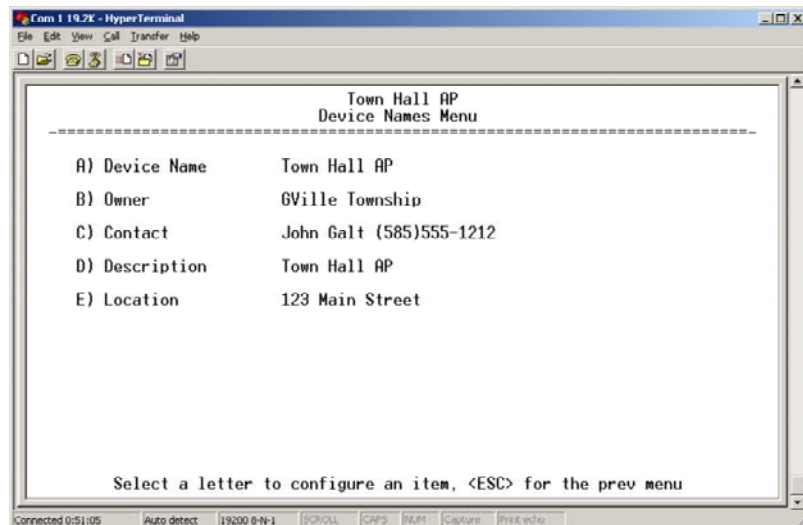 Com 1 19.2K - HyperTerminal
File Edit View Call Transfer Help
Town Hall AP
Device Names Menu
-==========================================================================-
A) Device Name Town Hall AP
B) Owner GVille Township
C) Contact John Galt (585)555-1212
D) Description Town Hall AP
E) Location 123 Main Street
Select a letter to configure an item, <ESC> for the prev menu
Connected 0:51:05 Auto detect 19200 8-N-1 SCROLL CAPS NUM Capture Print echo